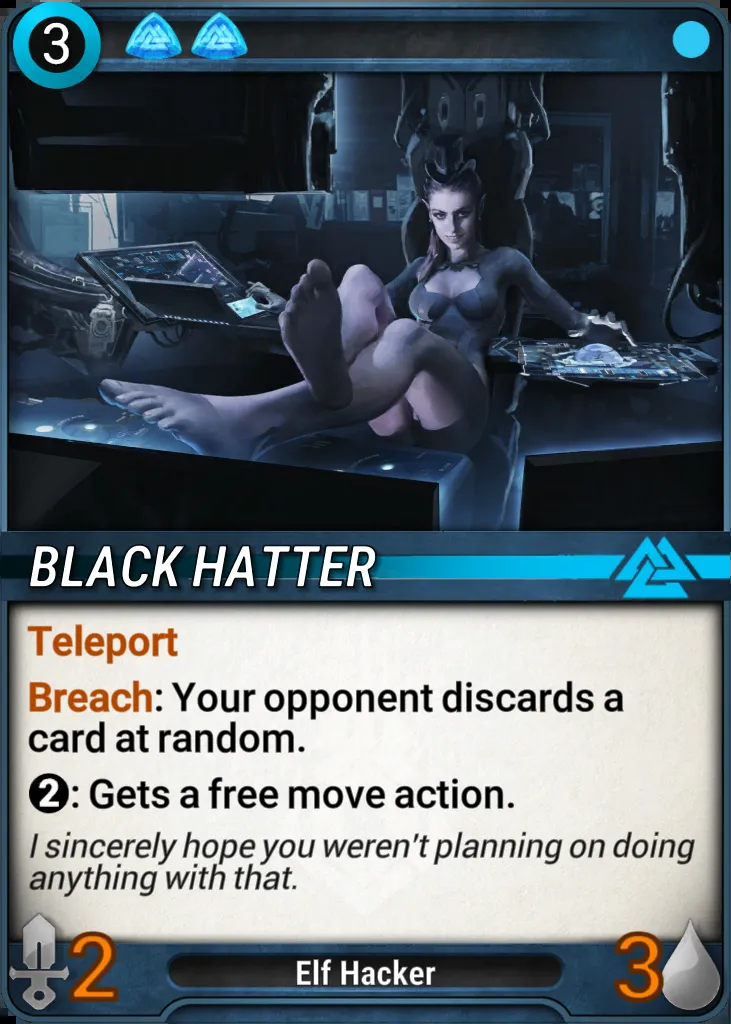 3
BLACK HATTER
Teleport
Breach: Your opponent discards a
card at random.
2: Gets a free move action.
I sincerely hope you weren't planning on doing
anything with that.
2
Elf Hacker
3